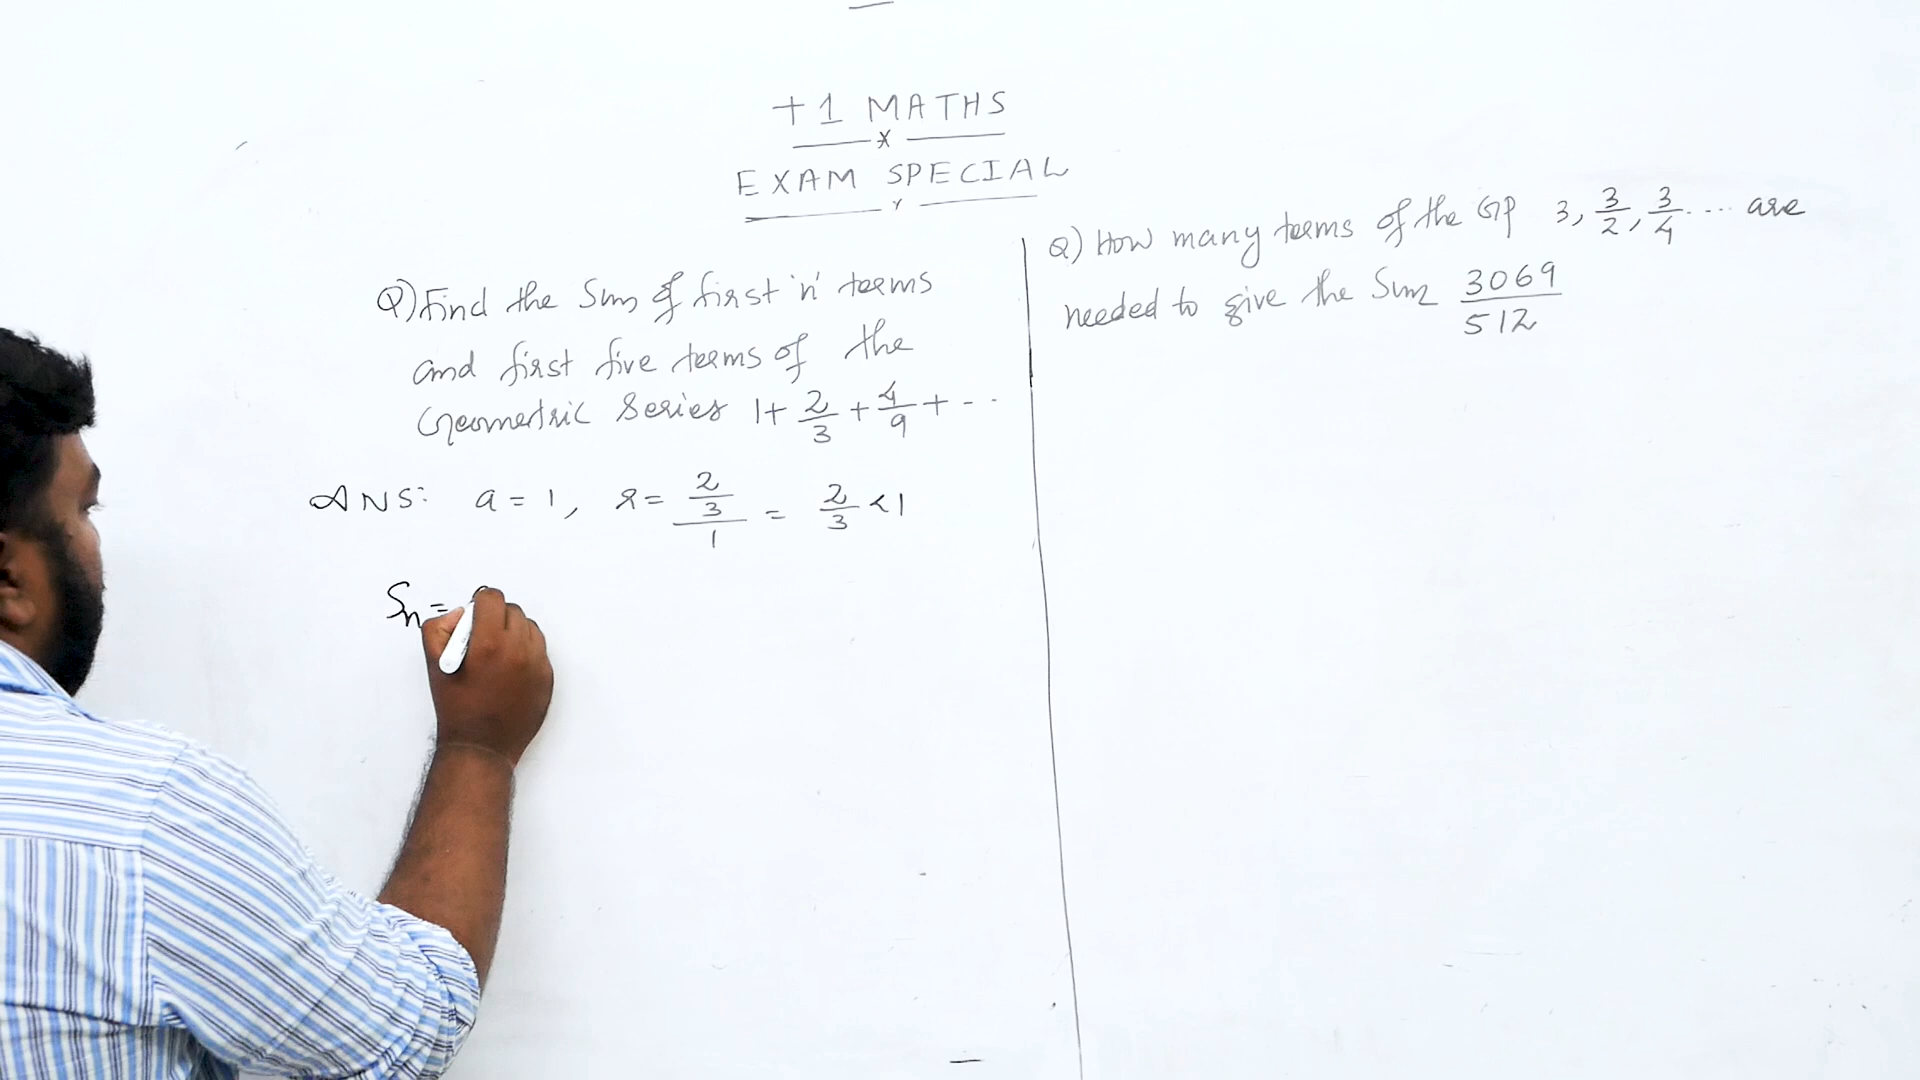 +1 MATHS
EXAM SPECIAL
Q) Find the Sum of first 'n' terms
and first five terms of the
Geometric Series 1 + 2/3 + 4/9 + - - -
ANS: a = 1, r = 2/3/1 = 2/3 < 1
Sn =
Q) How many terms of the GP 3, 3/2, 3/4 .... are
needed to give the Sum 3069/512